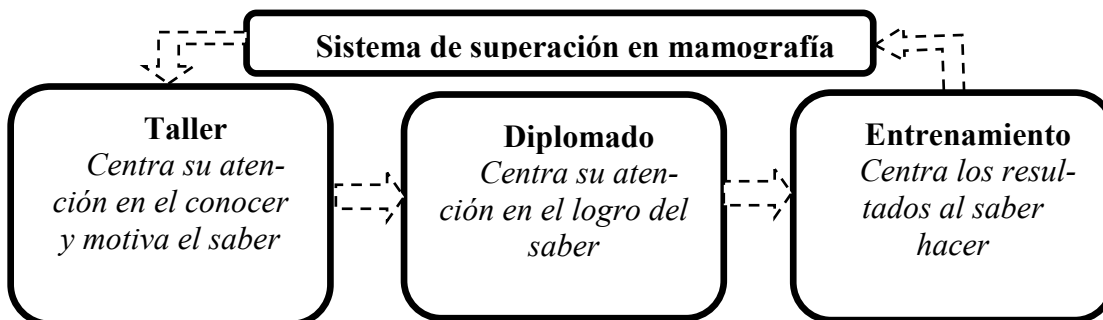 Sistema de superación en mamografía
Taller
Centra su aten-
ción en el conocer
y motiva el saber
Diplomado
Centra su aten-
ción en el logro del
saber
Entrenamiento
Centra los resul-
tados al saber
hacer